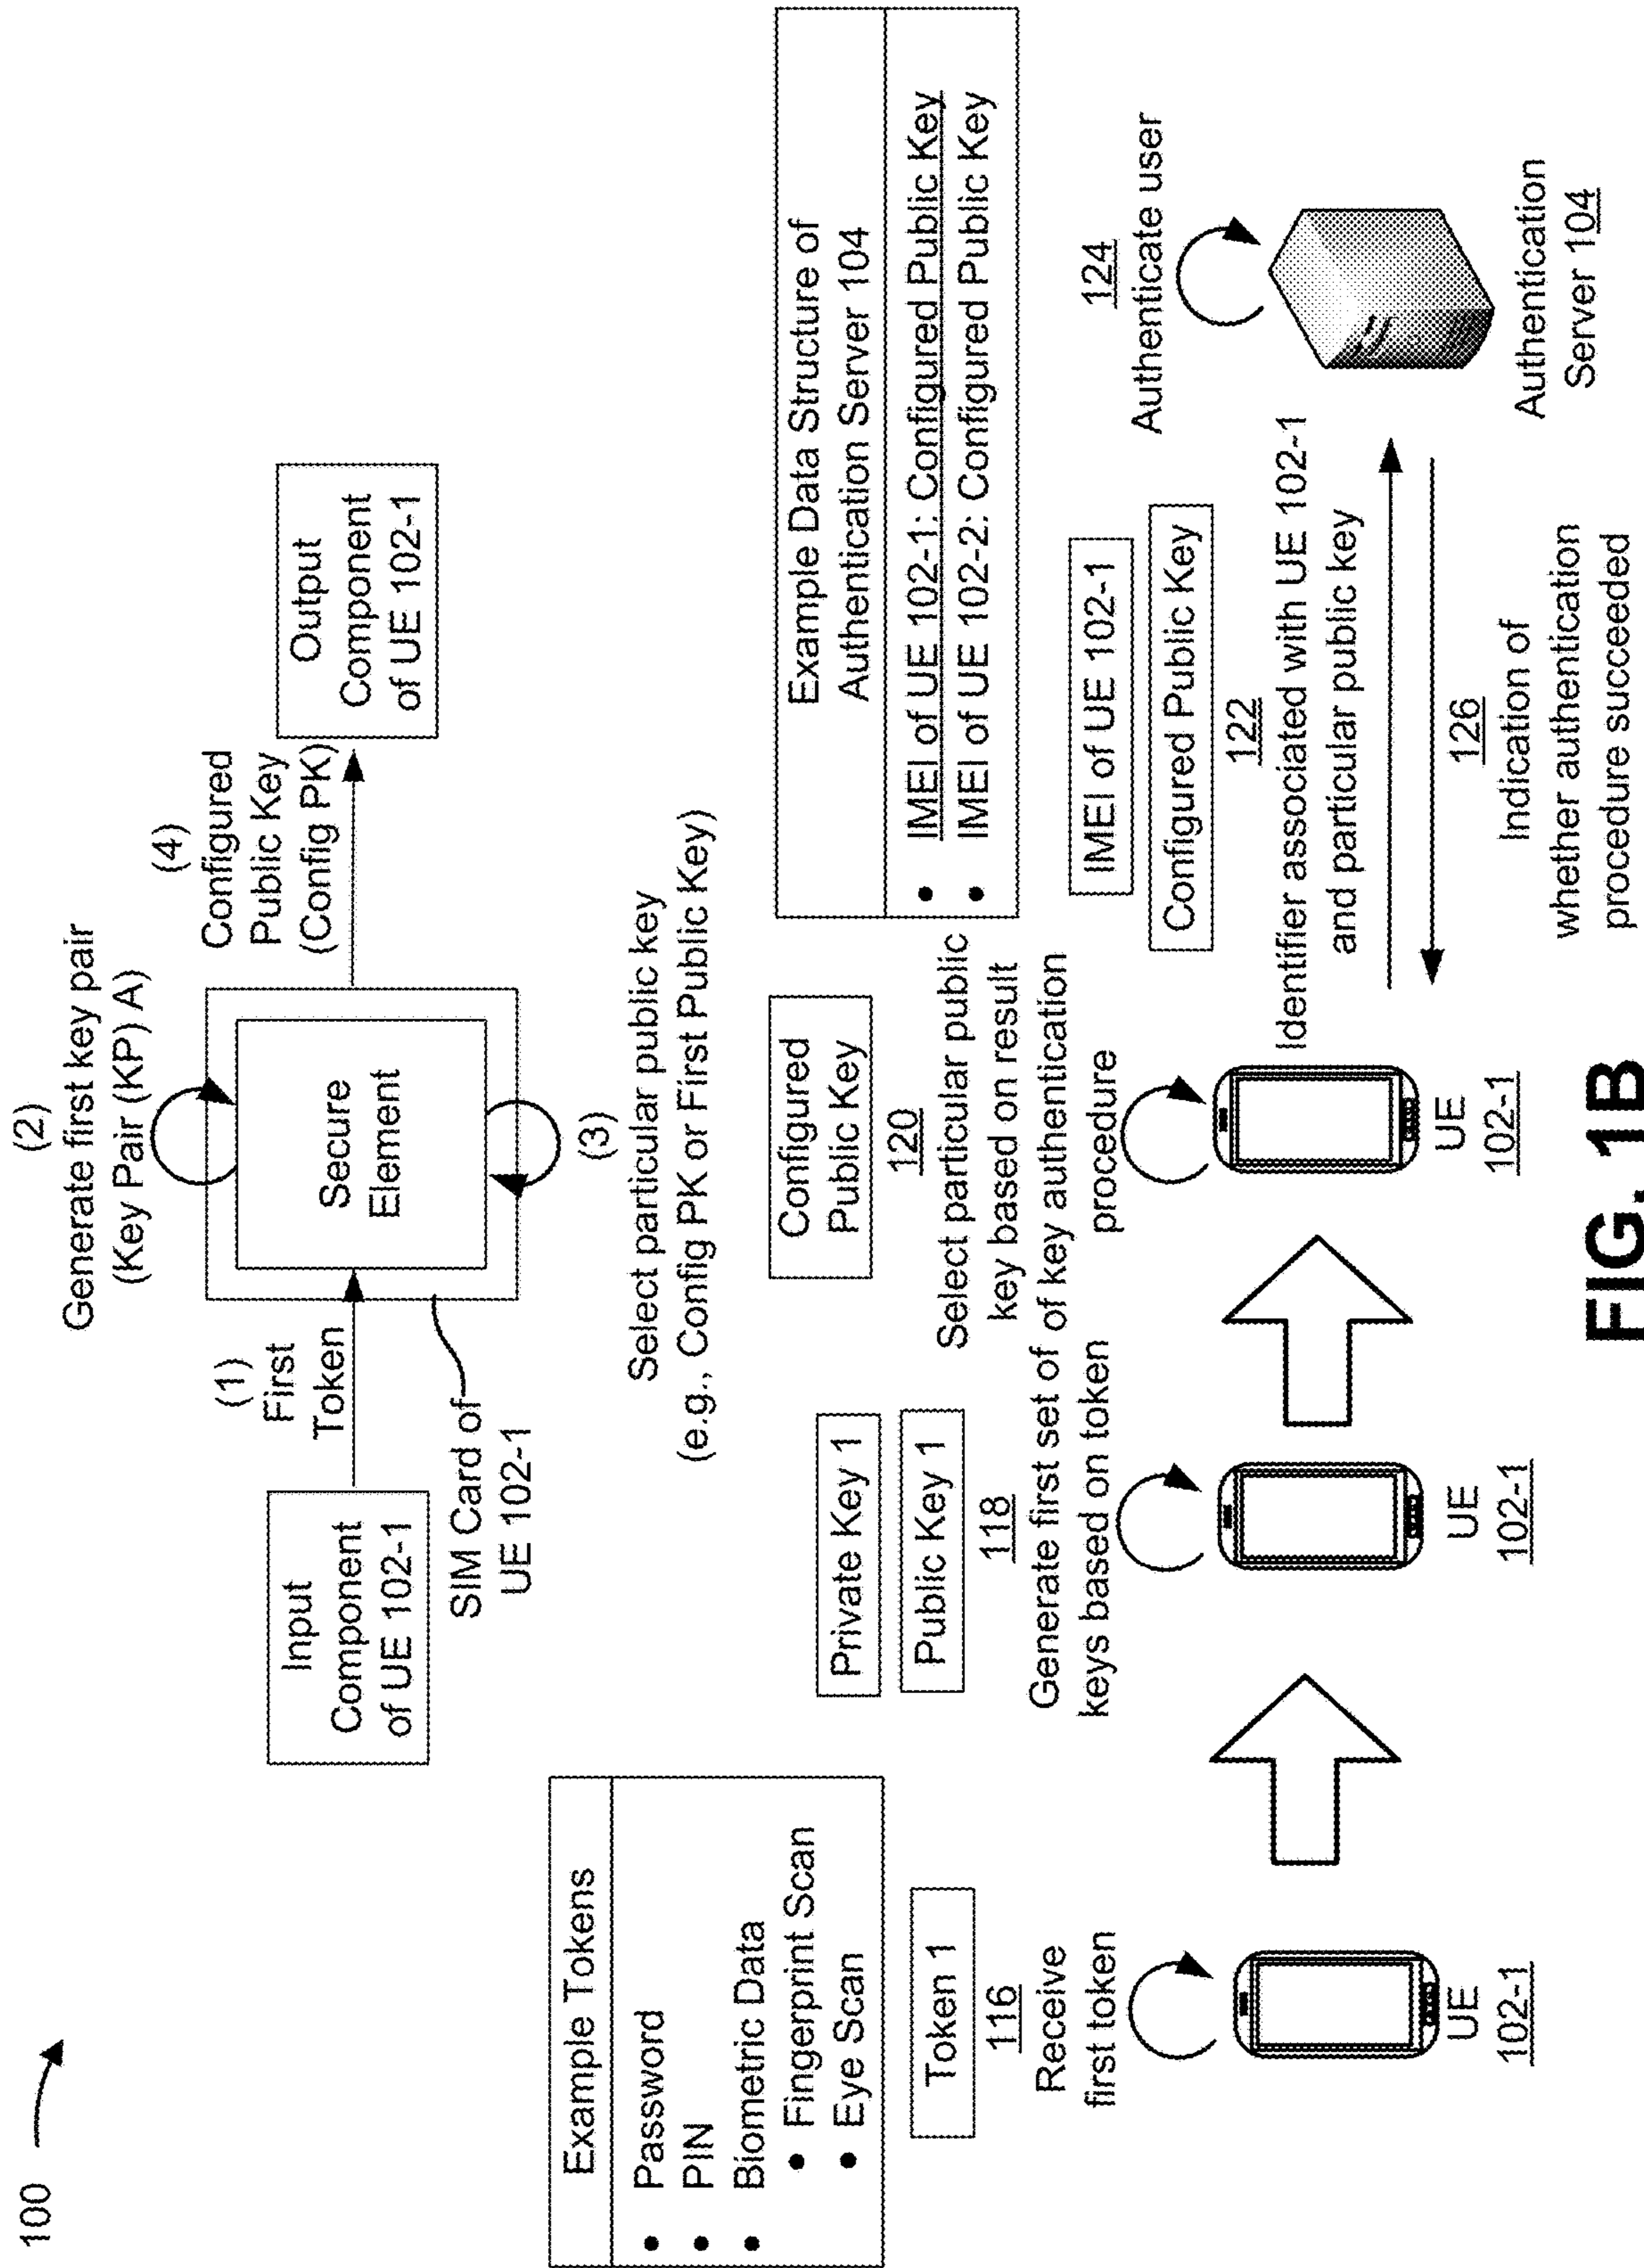 100
(2)
Generate first key pair
(Key Pair (KP) A)
(1)
First
Token
(4)
Configured
Public Key
(Config PK)
Input
Component
of UE 102-1
Secure
Element
Output
Component
of UE 102-1
SIM Card of
UE 102-1
(3)
Select particular public key
(e.g., Config PK or First Public Key)
Example Tokens
• Password
• PIN
• Biometric Data
• Fingerprint Scan
• Eye Scan
Token 1
116
Receive
first token
UE
102-1
Private Key 1
Public Key 1
118
Generate first set of
keys based on token
UE
102-1
Configured
Public Key
120
Select particular public
key based on result
of key authentication
procedure
UE
102-1
Example Data Structure of
Authentication Server 104
• IMEI of UE 102-1: Configured Public Key
• IMEI of UE 102-2: Configured Public Key
IMEI of UE 102-1
Configured Public Key
122
Identifier associated with UE 102-1
and particular public key
126
Indication of
whether authentication
procedure succeeded
124
Authenticate user
Authentication
Server 104
FIG. 1B